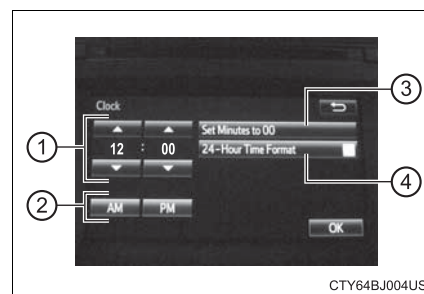 Clock
③
Set Minutes to 00
①
12 : 00
24-Hour Time Format
④
②
AM PM
OK
CTY64BJ004US